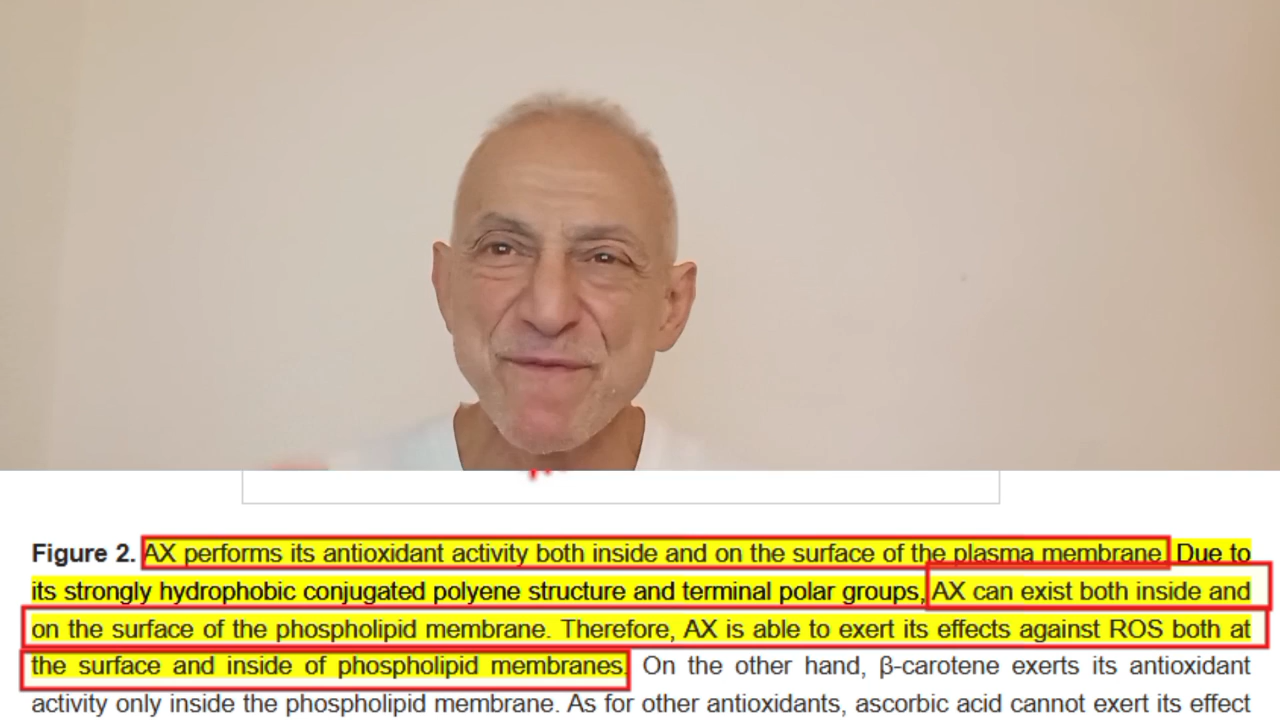 Figure 2. AX performs its antioxidant activity both inside and on the surface of the plasma membrane. Due to
its strongly hydrophobic conjugated polyene structure and terminal polar groups, AX can exist both inside and
on the surface of the phospholipid membrane. Therefore, AX is able to exert its effects against ROS both at
the surface and inside of phospholipid membranes. On the other hand, β-carotene exerts its antioxidant
activity only inside the phospholipid membrane. As for other antioxidants, ascorbic acid cannot exert its effect